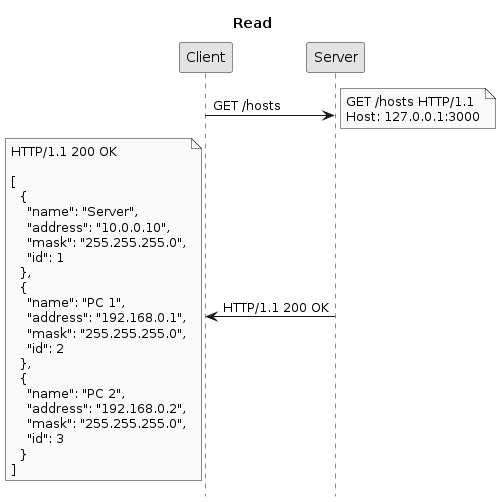 Read
Client
Server
GET /hosts
GET /hosts HTTP/1.1
Host: 127.0.0.1:3000
HTTP/1.1 200 OK
[
  {
    "name": "Server",
    "address": "10.0.0.10",
    "mask": "255.255.255.0",
    "id": 1
  },
  {
    "name": "PC 1",
    "address": "192.168.0.1",
    "mask": "255.255.255.0",
    "id": 2
  },
  {
    "name": "PC 2",
    "address": "192.168.0.2",
    "mask": "255.255.255.0",
    "id": 3
  }
]
HTTP/1.1 200 OK